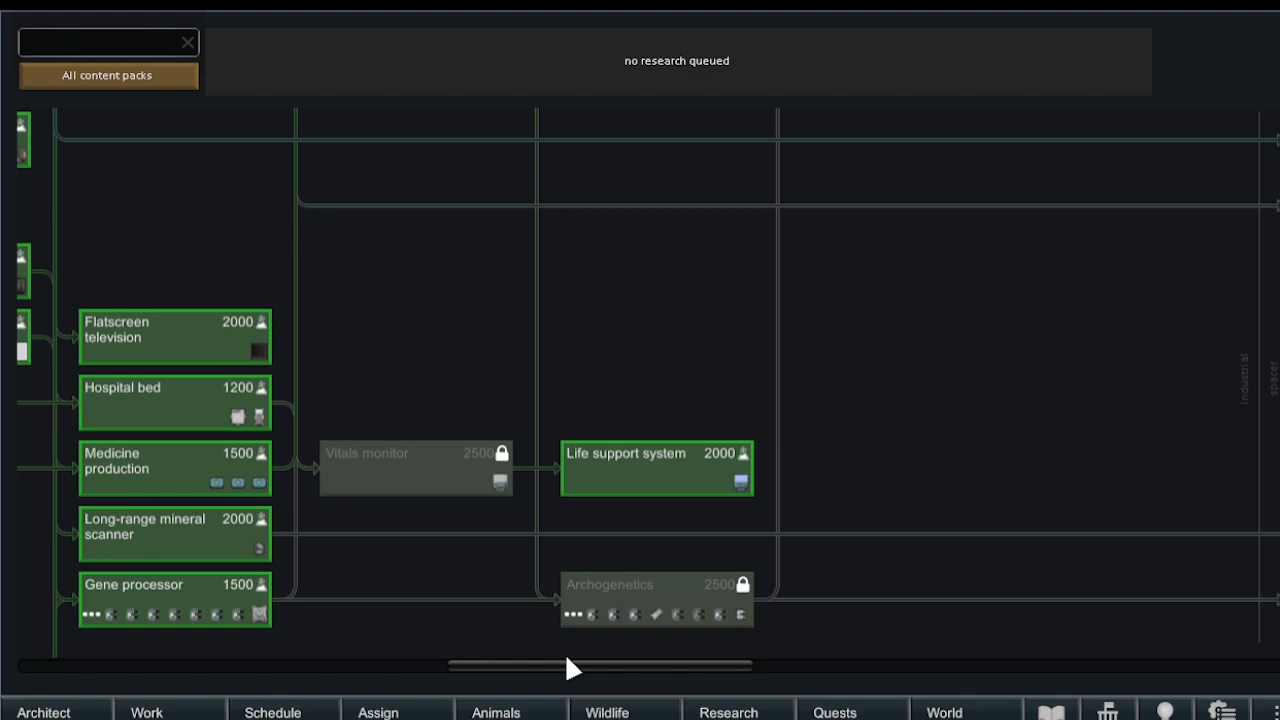 no research queued
All content packs
Flatscreen television 2000
Hospital bed 1200
Medicine production 1500
Vitals monitor 2500
Life support system 2000
Long-range mineral scanner 2000
Gene processor 1500
Archogenetics 2500
industrial
spacer
Architect
Work
Schedule
Assign
Animals
Wildlife
Research
Quests
World